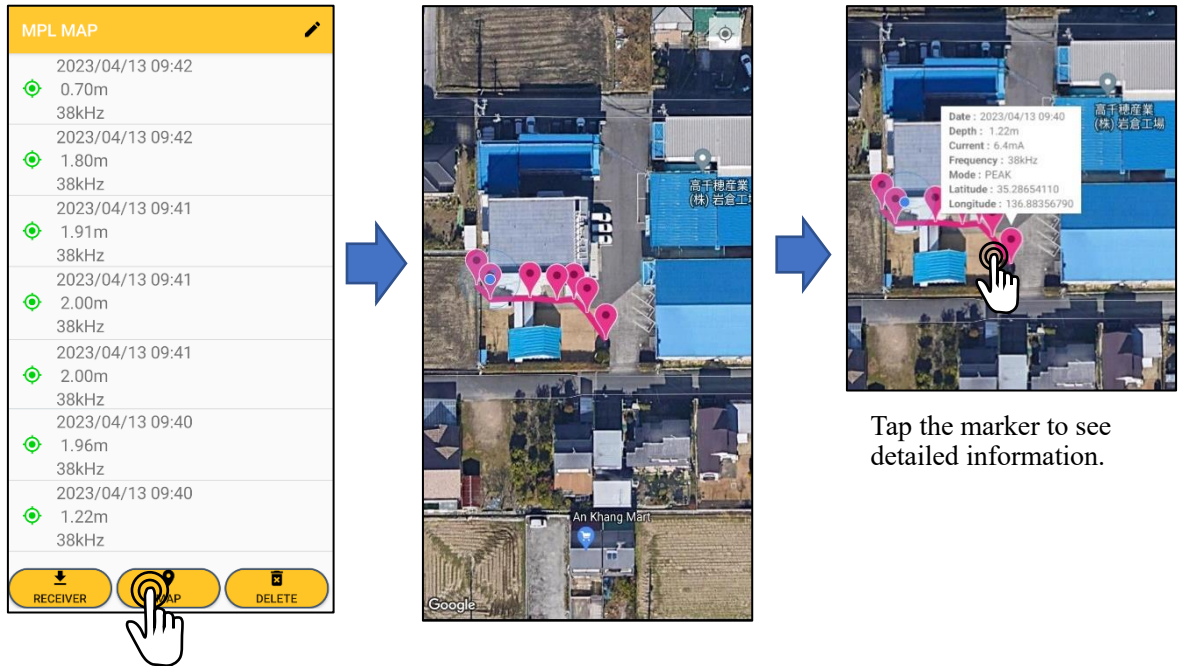 MPL MAP
2023/04/13 09:42
0.70m
38kHz
2023/04/13 09:42
1.80m
38kHz
2023/04/13 09:41
1.91m
38kHz
2023/04/13 09:41
2.00m
38kHz
2023/04/13 09:41
2.00m
38kHz
2023/04/13 09:40
1.96m
38kHz
2023/04/13 09:40
1.22m
38kHz
RECEIVER
MAP
DELETE
高千穂産業
(株) 岩倉工場
An Khang Mart
Google
高千穂産業
(株) 岩倉工場
Date : 2023/04/13 09:40
Depth : 1.22m
Current : 6.4mA
Frequency : 38kHz
Mode : PEAK
Latitude : 35.28654110
Longitude : 136.88356790
Tap the marker to see
detailed information.